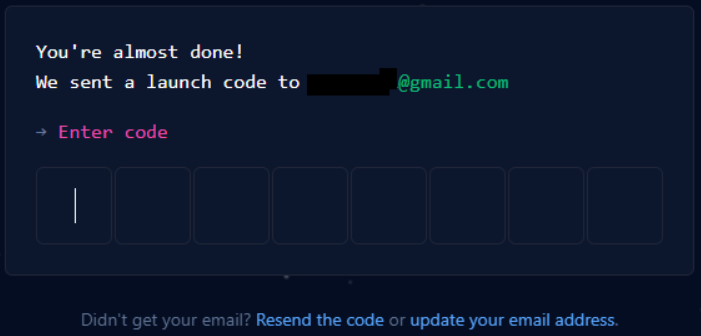 You're almost done!
We sent a launch code to @gmail.com
→ Enter code
Didn't get your email? Resend the code or update your email address.